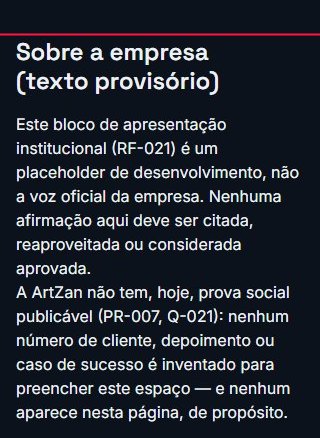 Sobre a empresa
(texto provisório)
Este bloco de apresentação
institucional (RF-021) é um
placeholder de desenvolvimento, não
a voz oficial da empresa. Nenhuma
afirmação aqui deve ser citada,
reaproveitada ou considerada
aprovada.
A ArtZan não tem, hoje, prova social
publicável (PR-007, Q-021): nenhum
número de cliente, depoimento ou
caso de sucesso é inventado para
preencher este espaço — e nenhum
aparece nesta página, de propósito.